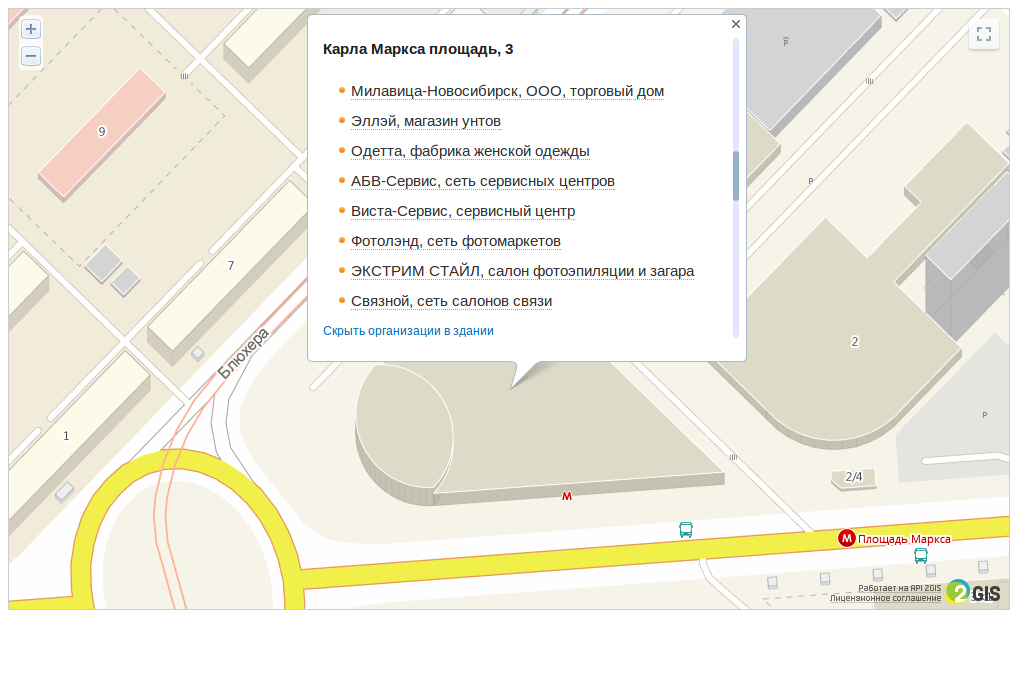 Карла Маркса площадь, 3
Милавица-Новосибирск, ООО, торговый дом
Эллэй, магазин унтов
Одетта, фабрика женской одежды
АБВ-Сервис, сеть сервисных центров
Виста-Сервис, сервисный центр
Фотолэнд, сеть фотомаркетов
ЭКСТРИМ СТАЙЛ, салон фотоэпиляции и загара
Связной, сеть салонов связи
Скрыть организации в здании
9
7
Блюхера
1
P
P
2
P
2/4
М
М Площадь Маркса
Работает на API 2GIS
Лицензионное соглашение
2GIS